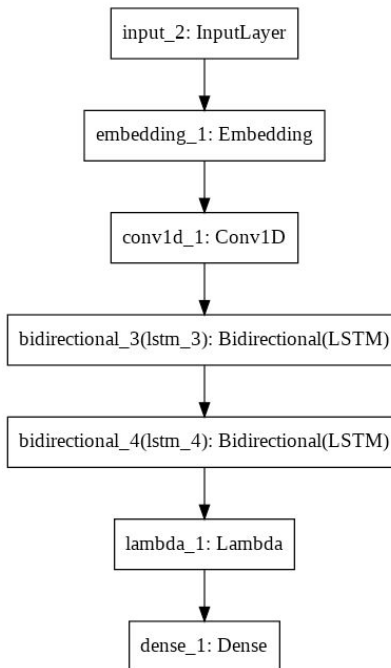 input_2: InputLayer
embedding_1: Embedding
conv1d_1: Conv1D
bidirectional_3(lstm_3): Bidirectional(LSTM)
bidirectional_4(lstm_4): Bidirectional(LSTM)
lambda_1: Lambda
dense_1: Dense